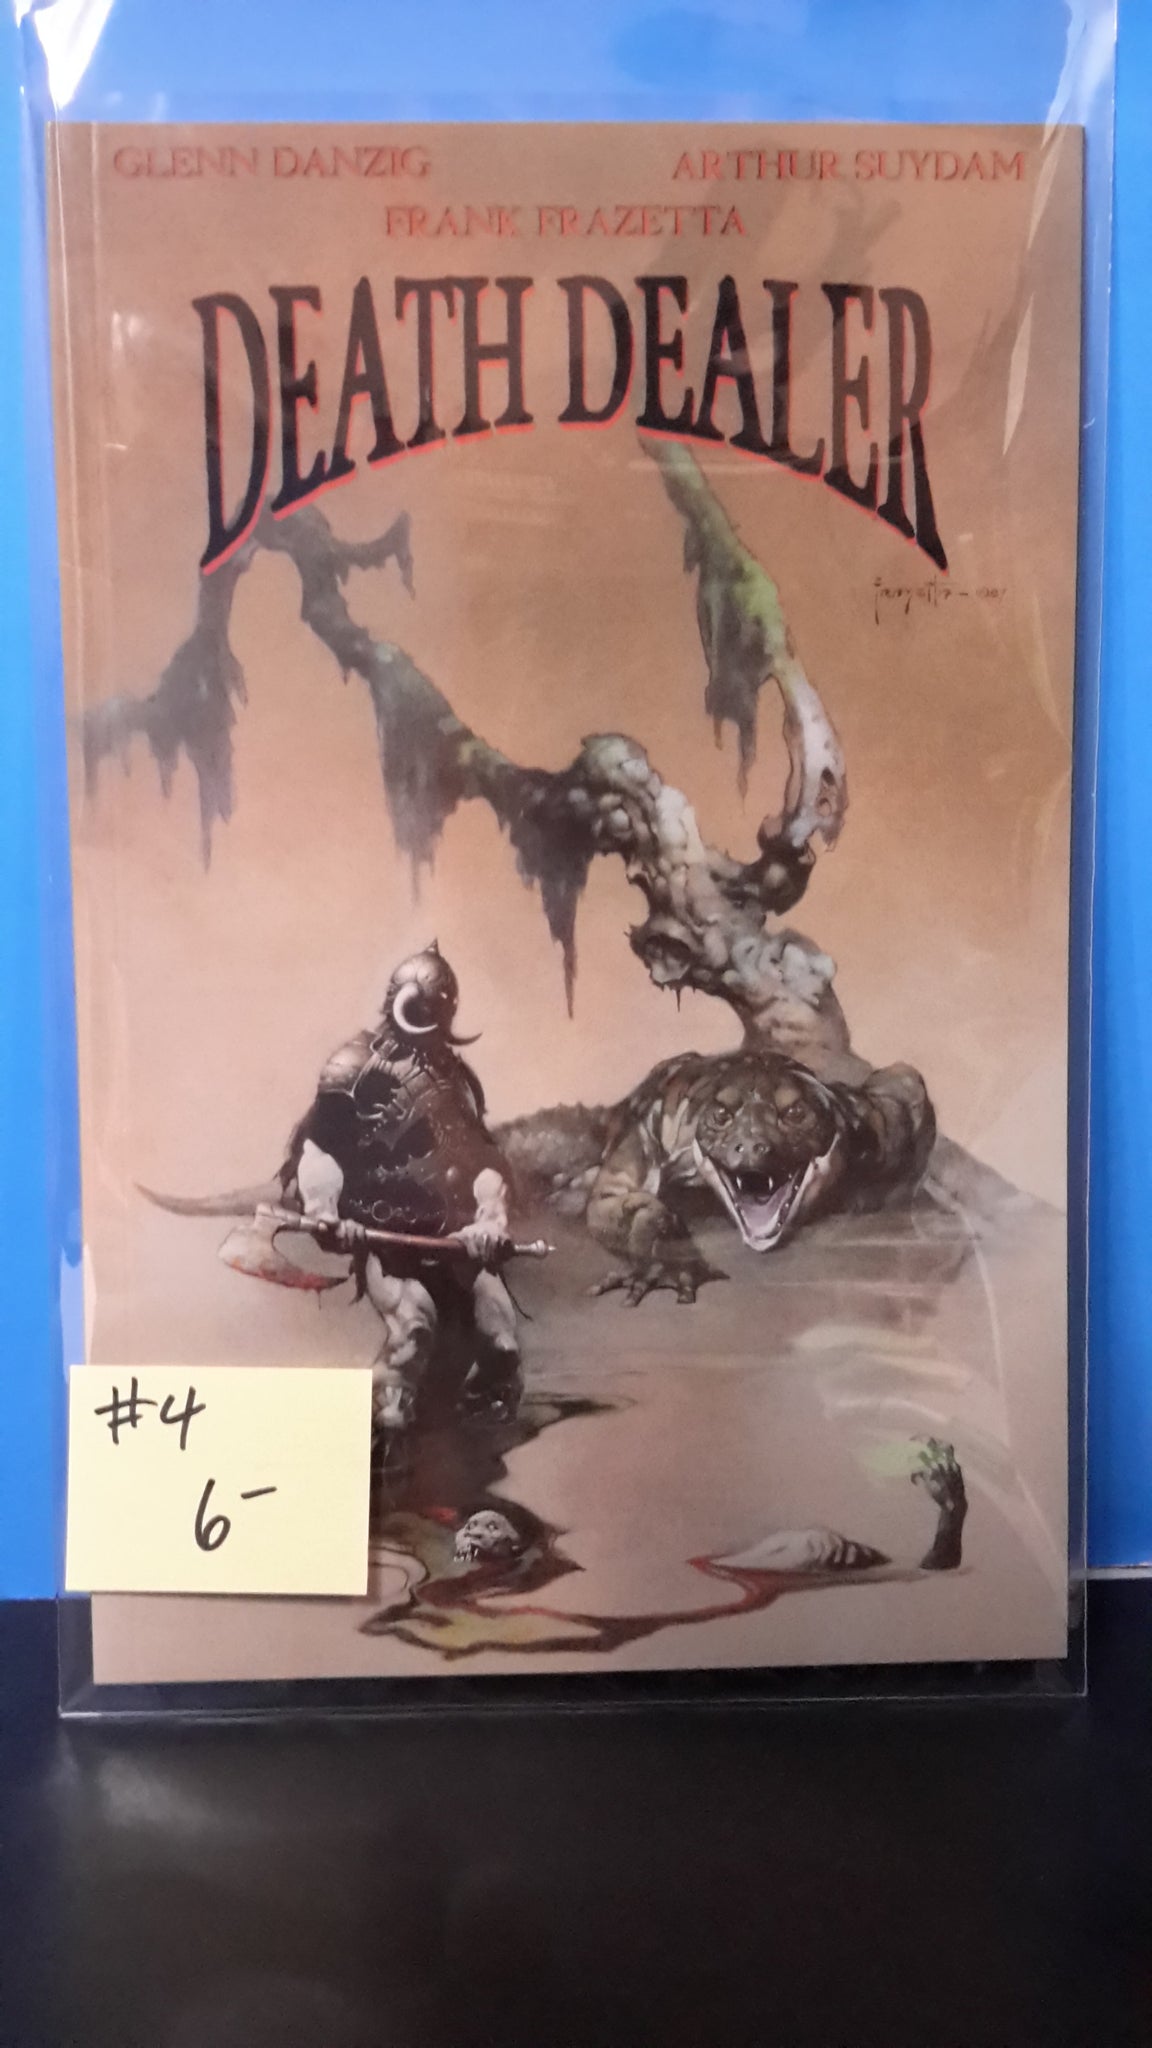 GLENN DANZIG
ARTHUR SUYDAM
FRANK FRAZETTA
DEATH DEALER
#4
6-